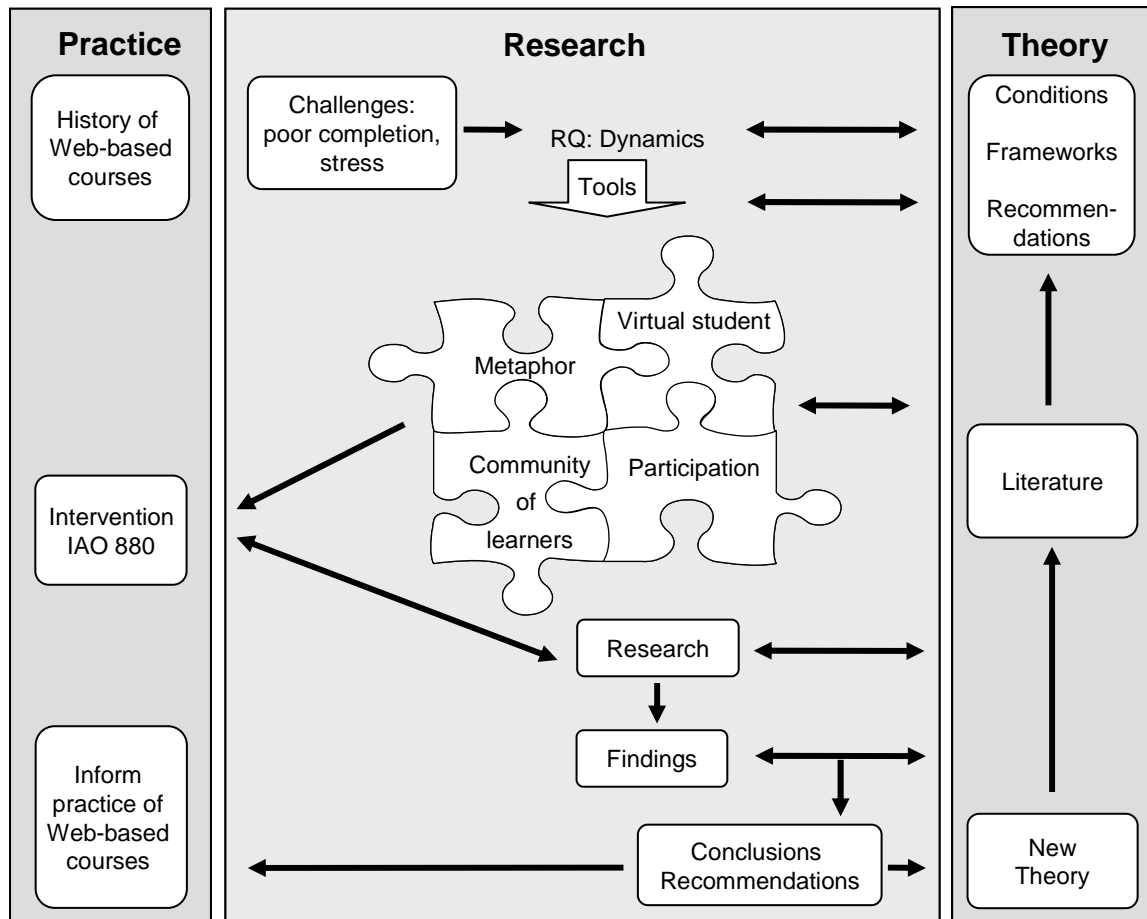 Practice
History of
Web-based
courses
Intervention
IAO 880
Inform
practice of
Web-based
courses
Research
Challenges:
poor completion,
stress
RQ: Dynamics
Tools
Metaphor
Virtual student
Community
of
learners
Participation
Research
Findings
Conclusions
Recommendations
Theory
Conditions
Frameworks
Recommen-
dations
Literature
New
Theory